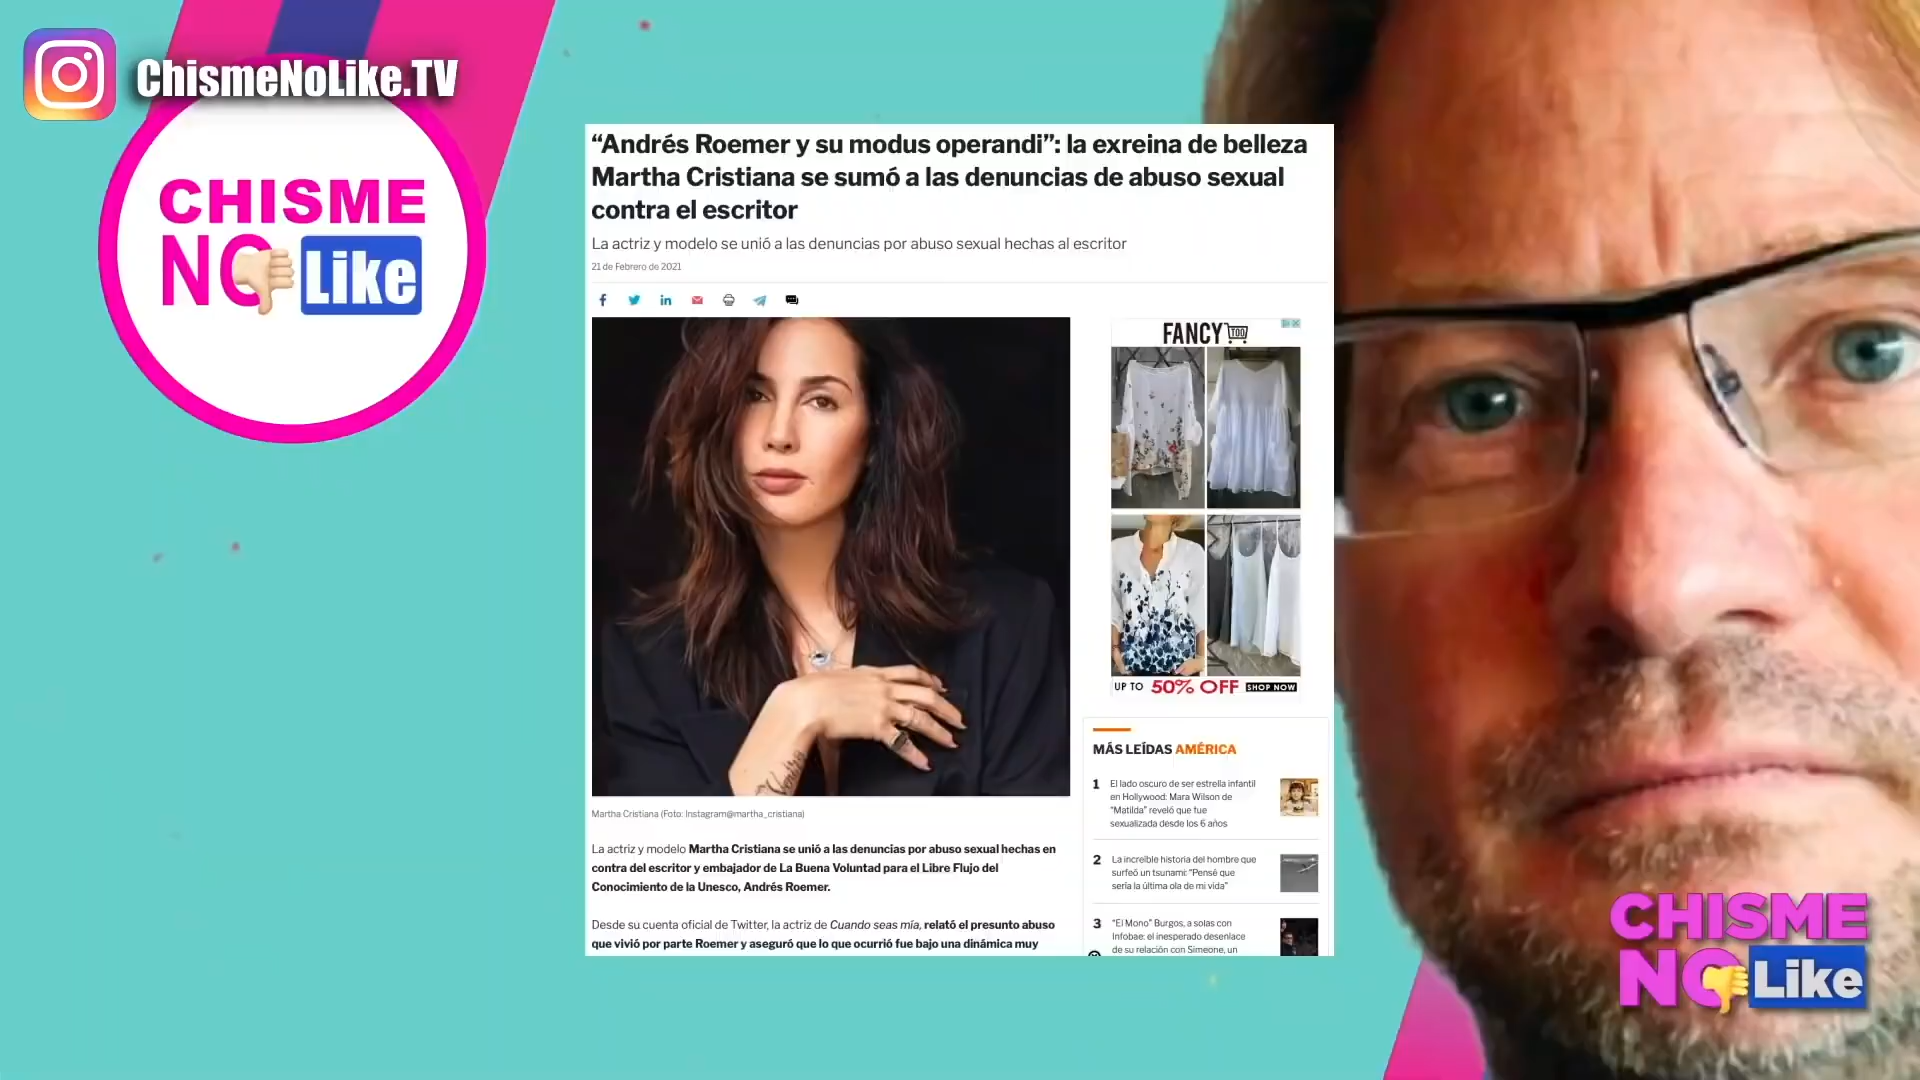 ChismeNoLike.TV
CHISME
NO Like
“Andrés Roemer y su modus operandi”: la exreina de belleza
Martha Cristiana se sumó a las denuncias de abuso sexual
contra el escritor
La actriz y modelo se unió a las denuncias por abuso sexual hechas al escritor
21 de Febrero de 2021
FANCY TOO
UP TO 50% OFF SHOP NOW
Martha Cristiana (Foto: Instagram@martha_cristiana)
La actriz y modelo Martha Cristiana se unió a las denuncias por abuso sexual hechas en
contra del escritor y embajador de La Buena Voluntad para el Libre Flujo del
Conocimiento de la Unesco, Andrés Roemer.
Desde su cuenta oficial de Twitter, la actriz de Cuando seas mía, relató el presunto abuso
que vivió por parte Roemer y aseguró que lo que ocurrió fue bajo una dinámica muy
MÁS LEÍDAS AMÉRICA
1 El lado oscuro de ser estrella infantil
en Hollywood: Mara Wilson de
“Matilda” reveló que fue
sexualizada desde los 6 años
2 La increíble historia del hombre que
surfeó un tsunami: “Pensé que
sería la última ola de mi vida”
3 “El Mono” Burgos, a solas con
Infobae: el inesperado desenlace
de su relación con Simeone, un
CHISME
NO Like